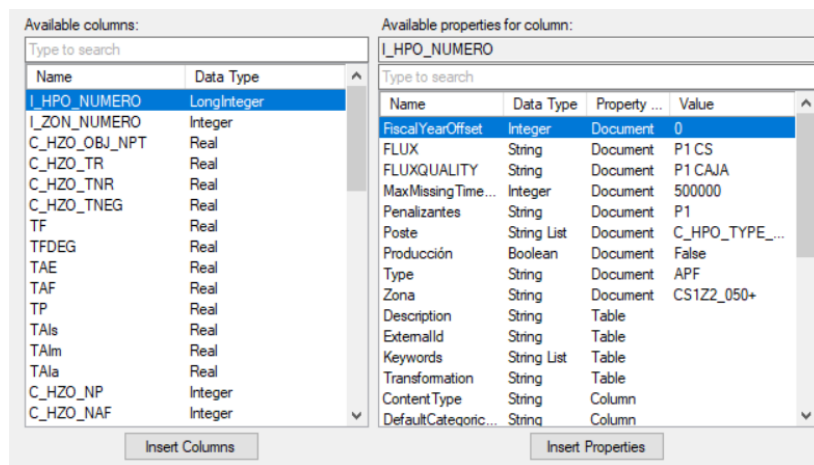 Available columns:
Type to search
Name Data Type
I_HPO_NUMERO LongInteger
I_ZON_NUMERO Integer
C_HZO_OBJ_NPT Real
C_HZO_TR Real
C_HZO_TNR Real
C_HZO_TNEG Real
TF Real
TFDEG Real
TAE Real
TAF Real
TP Real
TAIs Real
TAIm Real
TAIa Real
C_HZO_NP Integer
C_HZO_NAF Integer
Insert Columns
Available properties for column:
I_HPO_NUMERO
Type to search
Name Data Type Property ... Value
FiscalYearOffset Integer Document 0
FLUX String Document P1 CS
FLUXQUALITY String Document P1 CAJA
MaxMissingTime... Integer Document 500000
Penalizantes String Document P1
Poste String List Document C_HPO_TYPE_...
Producción Boolean Document False
Type String Document APF
Zona String Document CS1Z2_050+
Description String Table
ExternalId String Table
Keywords String List Table
Transformation String Table
ContentType String Column
DefaultCategoric... String Column
Insert Properties